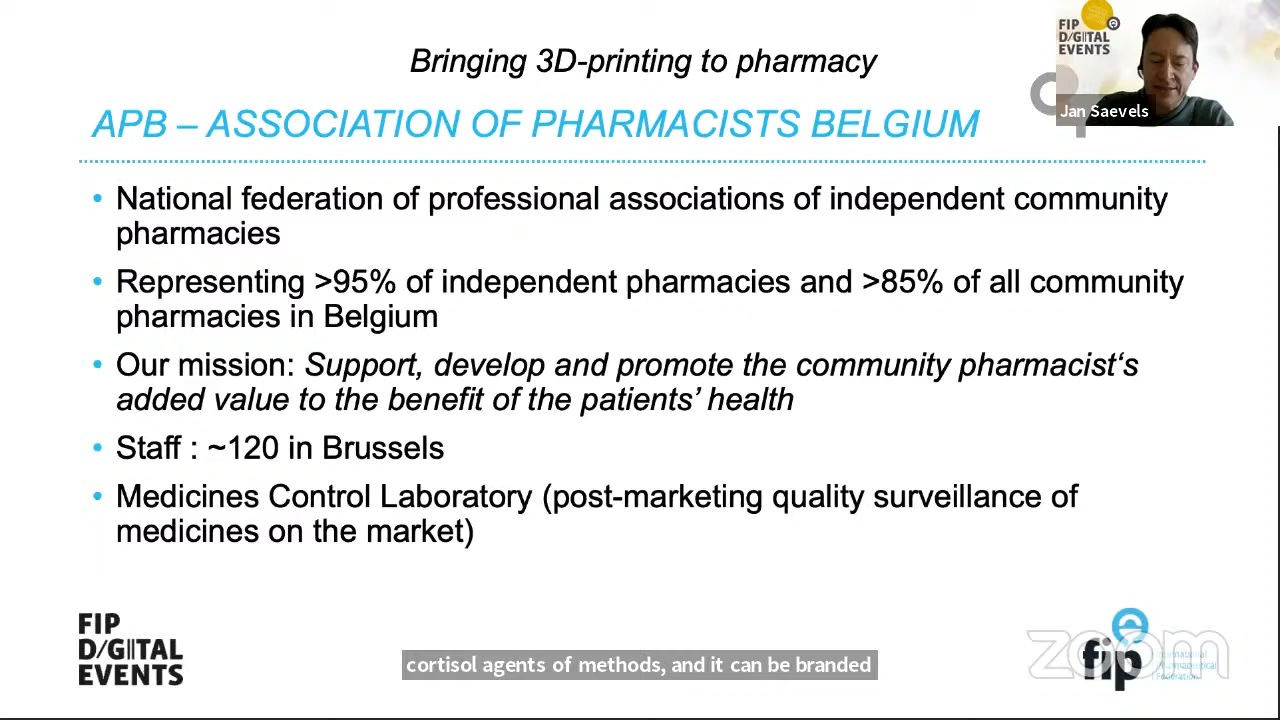 Bringing 3D-printing to pharmacy
FIP
D/GITAL
EVENTS
Jan Saevels
APB – ASSOCIATION OF PHARMACISTS BELGIUM
• National federation of professional associations of independent community
pharmacies
• Representing >95% of independent pharmacies and >85% of all community
pharmacies in Belgium
• Our mission: Support, develop and promote the community pharmacist‘s
added value to the benefit of the patients’ health
• Staff : ~120 in Brussels
• Medicines Control Laboratory (post-marketing quality surveillance of
medicines on the market)
FIP
D/GITAL
EVENTS
cortisol agents of methods, and it can be branded
zoom
fip
Pharmaceutical
Federation